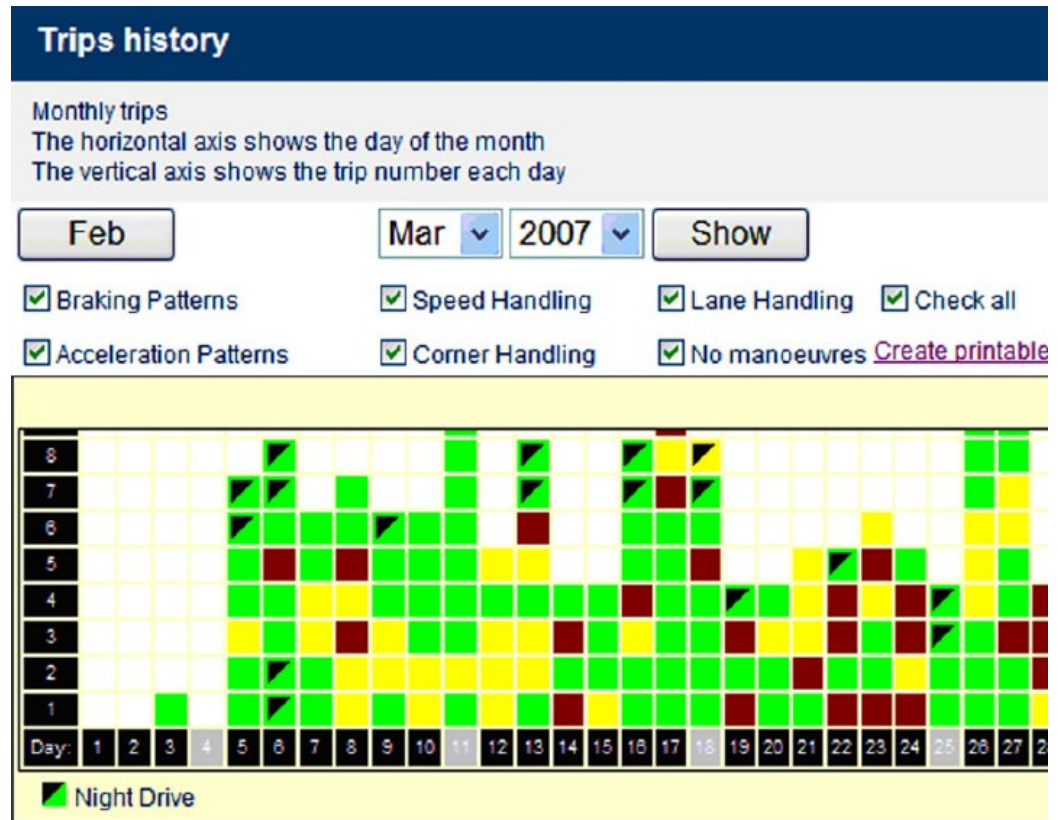 Trips history
Monthly trips
The horizontal axis shows the day of the month
The vertical axis shows the trip number each day
Feb Mar 2007 Show
Braking Patterns Speed Handling Lane Handling Check all
Acceleration Patterns Corner Handling No manoeuvres Create printable
8
7
6
5
4
3
2
1
Day: 1 2 3 4 5 6 7 8 9 10 11 12 13 14 15 16 17 18 19 20 21 22 23 24 25 26 27
Night Drive